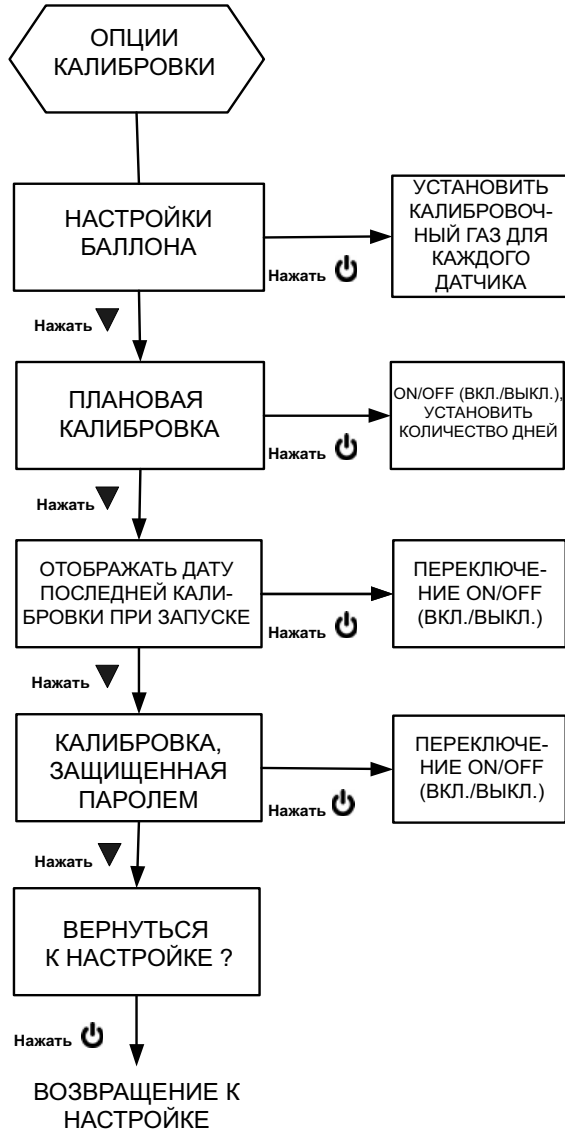 ОПЦИИ
КАЛИБРОВКИ
НАСТРОЙКИ
БАЛЛОНА
Нажать
УСТАНОВИТЬ
КАЛИБРОВОЧ-
НЫЙ ГАЗ ДЛЯ
КАЖДОГО
ДАТЧИКА
Нажать
ПЛАНОВАЯ
КАЛИБРОВКА
Нажать
ON/OFF (ВКЛ./ВЫКЛ.),
УСТАНОВИТЬ
КОЛИЧЕСТВО ДНЕЙ
Нажать
ОТОБРАЖАТЬ ДАТУ
ПОСЛЕДНЕЙ КАЛИ-
БРОВКИ ПРИ ЗАПУСКЕ
Нажать
ПЕРЕКЛЮЧЕ-
НИЕ ON/OFF
(ВКЛ./ВЫКЛ.)
Нажать
КАЛИБРОВКА,
ЗАЩИЩЕННАЯ
ПАРОЛЕМ
Нажать
ПЕРЕКЛЮЧЕ-
НИЕ ON/OFF
(ВКЛ./ВЫКЛ.)
Нажать
ВЕРНУТЬСЯ
К НАСТРОЙКЕ ?
Нажать
ВОЗВРАЩЕНИЕ К
НАСТРОЙКЕ